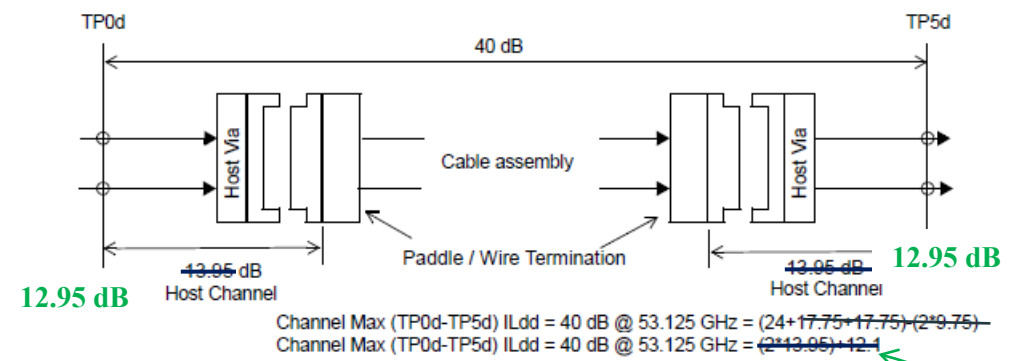 TP0d
TP5d
40 dB
Host Via
Cable assembly
Host Via
Paddle / Wire Termination
13.95 dB
Host Channel
12.95 dB
13.95 dB
Host Channel
12.95 dB
Channel Max (TP0d-TP5d) ILdd = 40 dB @ 53.125 GHz = (24+17.75+17.75)-(2*9.75)
Channel Max (TP0d-TP5d) ILdd = 40 dB @ 53.125 GHz = (2*13.95)+12.1